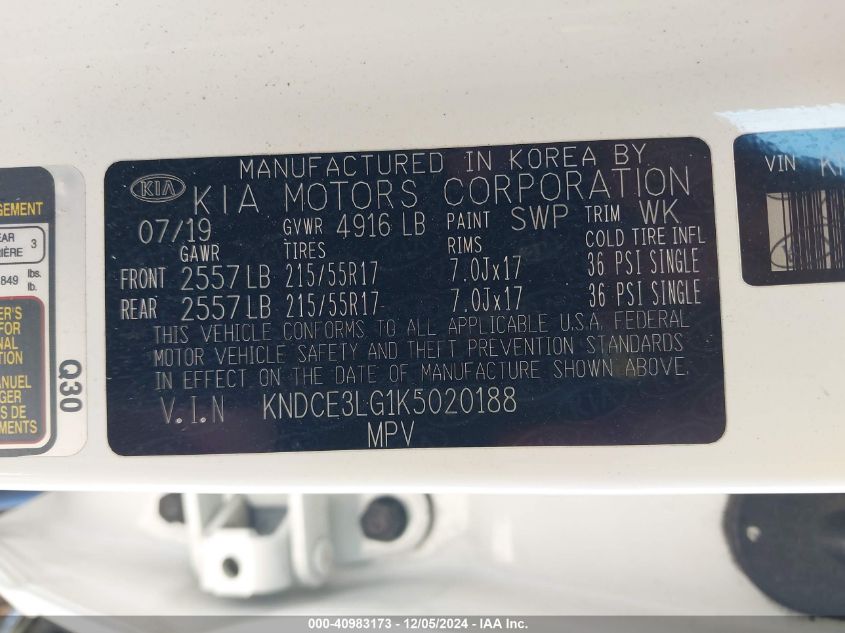 MANUFACTURED IN KOREA BY
KIA KIA MOTORS CORPORATION
07/19 GVWR 4916 LB PAINT SWP TRIM WK
GAWR TIRES RIMS COLD TIRE INFL
FRONT 2557 LB 215/55R17 7.0Jx17 36 PSI SINGLE
REAR 2557 LB 215/55R17 7.0Jx17 36 PSI SINGLE
THIS VEHICLE CONFORMS TO ALL APPLICABLE U.S.A. FEDERAL
MOTOR VEHICLE SAFETY AND THEFT PREVENTION STANDARDS
IN EFFECT ON THE DATE OF MANUFACTURE SHOWN ABOVE.
V.I.N KNDCE3LG1K5020188
MPV
3
849 lbs.
lb.
Q30
VIN
000-40983173 - 12/05/2024 - IAA Inc.